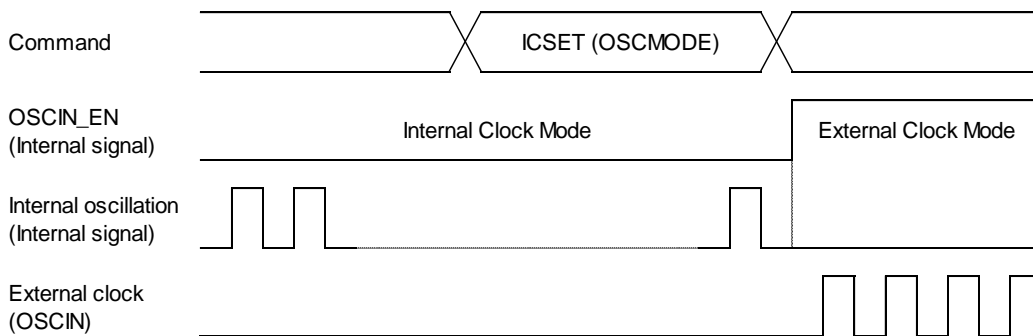 Command
ICSET (OSCMODE)
OSCIN_EN
(Internal signal)
Internal Clock Mode
External Clock Mode
Internal oscillation
(Internal signal)
External clock
(OSCIN)